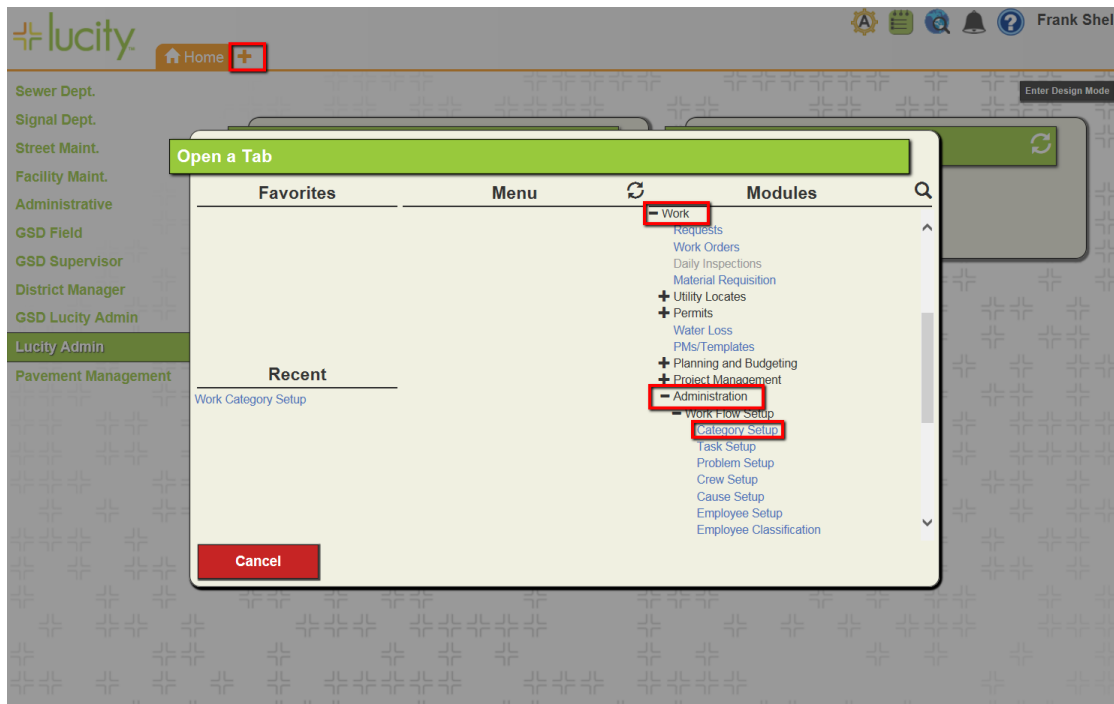 lucity
Home
Frank Shel
Enter Design Mode
Sewer Dept.
Signal Dept.
Street Maint.
Facility Maint.
Administrative
GSD Field
GSD Supervisor
District Manager
GSD Lucity Admin
Lucity Admin
Pavement Management
Open a Tab
Favorites
Recent
Work Category Setup
Menu
Modules
Work
Requests
Work Orders
Daily Inspections
Material Requisition
Utility Locates
Permits
Water Loss
PMs/Templates
Planning and Budgeting
Project Management
Administration
Work Flow Setup
Category Setup
Task Setup
Problem Setup
Crew Setup
Cause Setup
Employee Setup
Employee Classification
Cancel